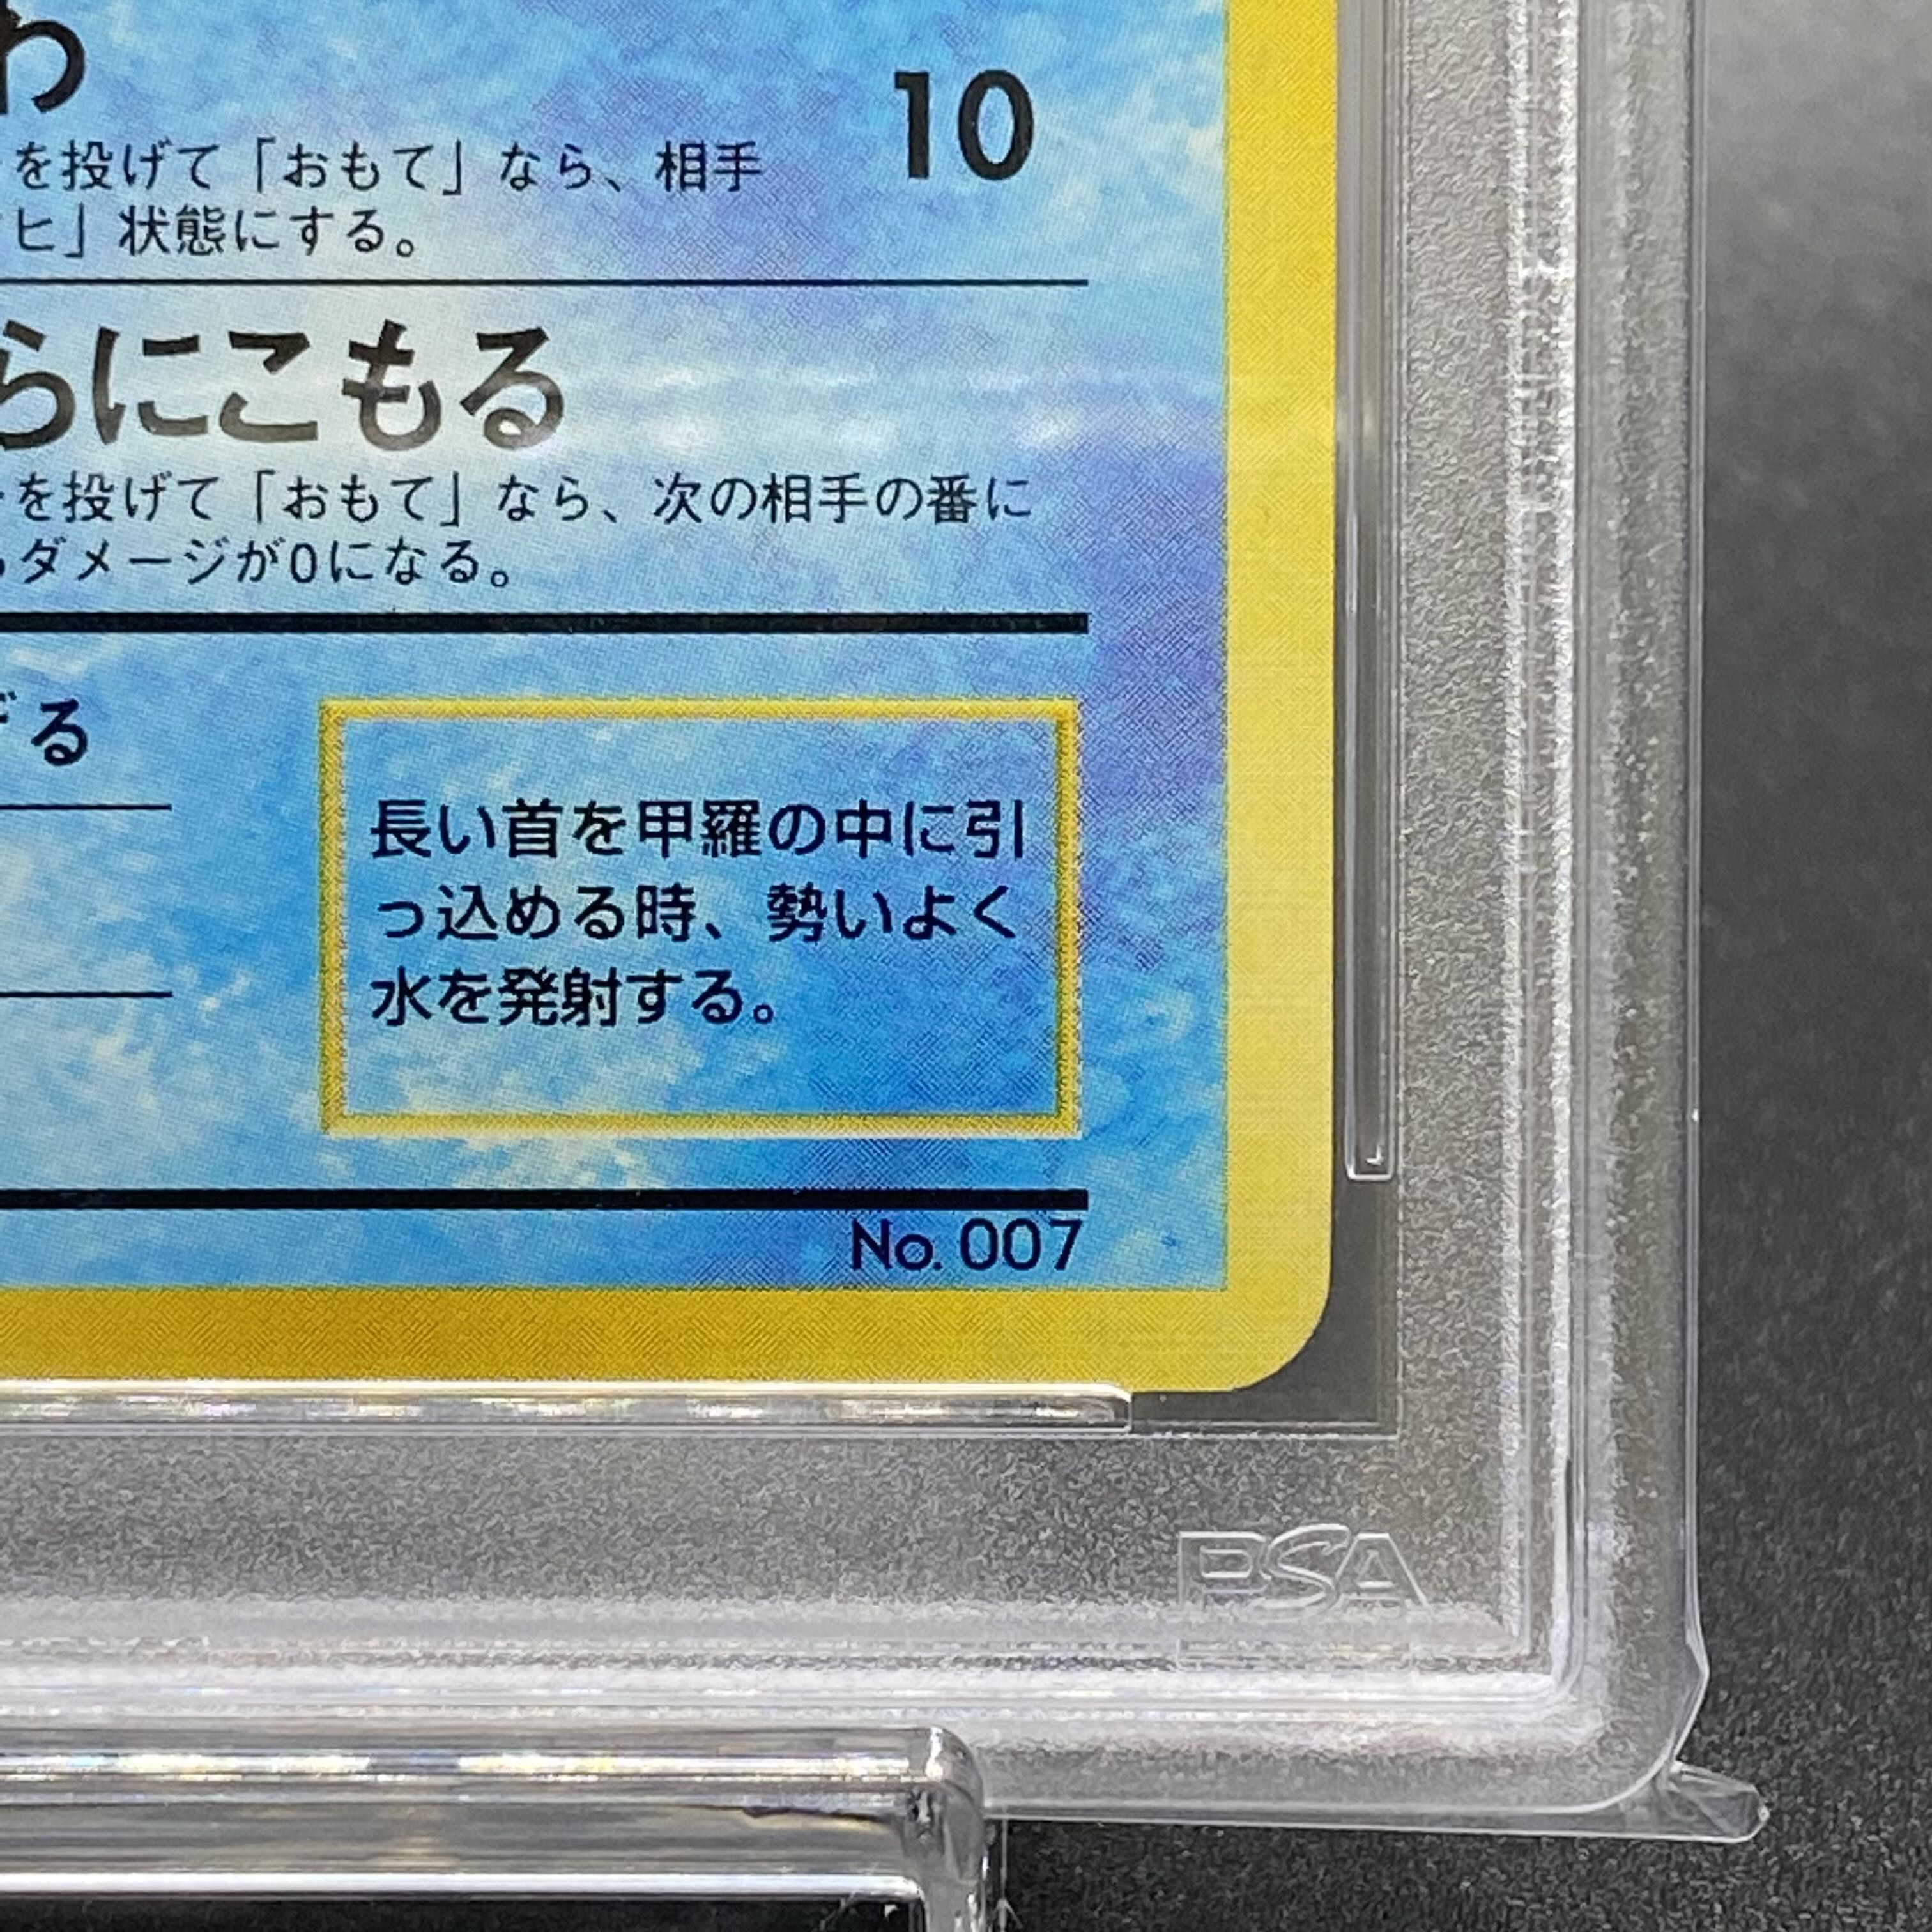 わ
10
を投げて「おもて」なら、相手
ヒ」状態にする。
らにこもる
を投げて「おもて」なら、次の相手の番に
ダメージが0になる。
げる
長い首を甲羅の中に引
っ込める時、勢いよく
水を発射する。
No. 007
PSA